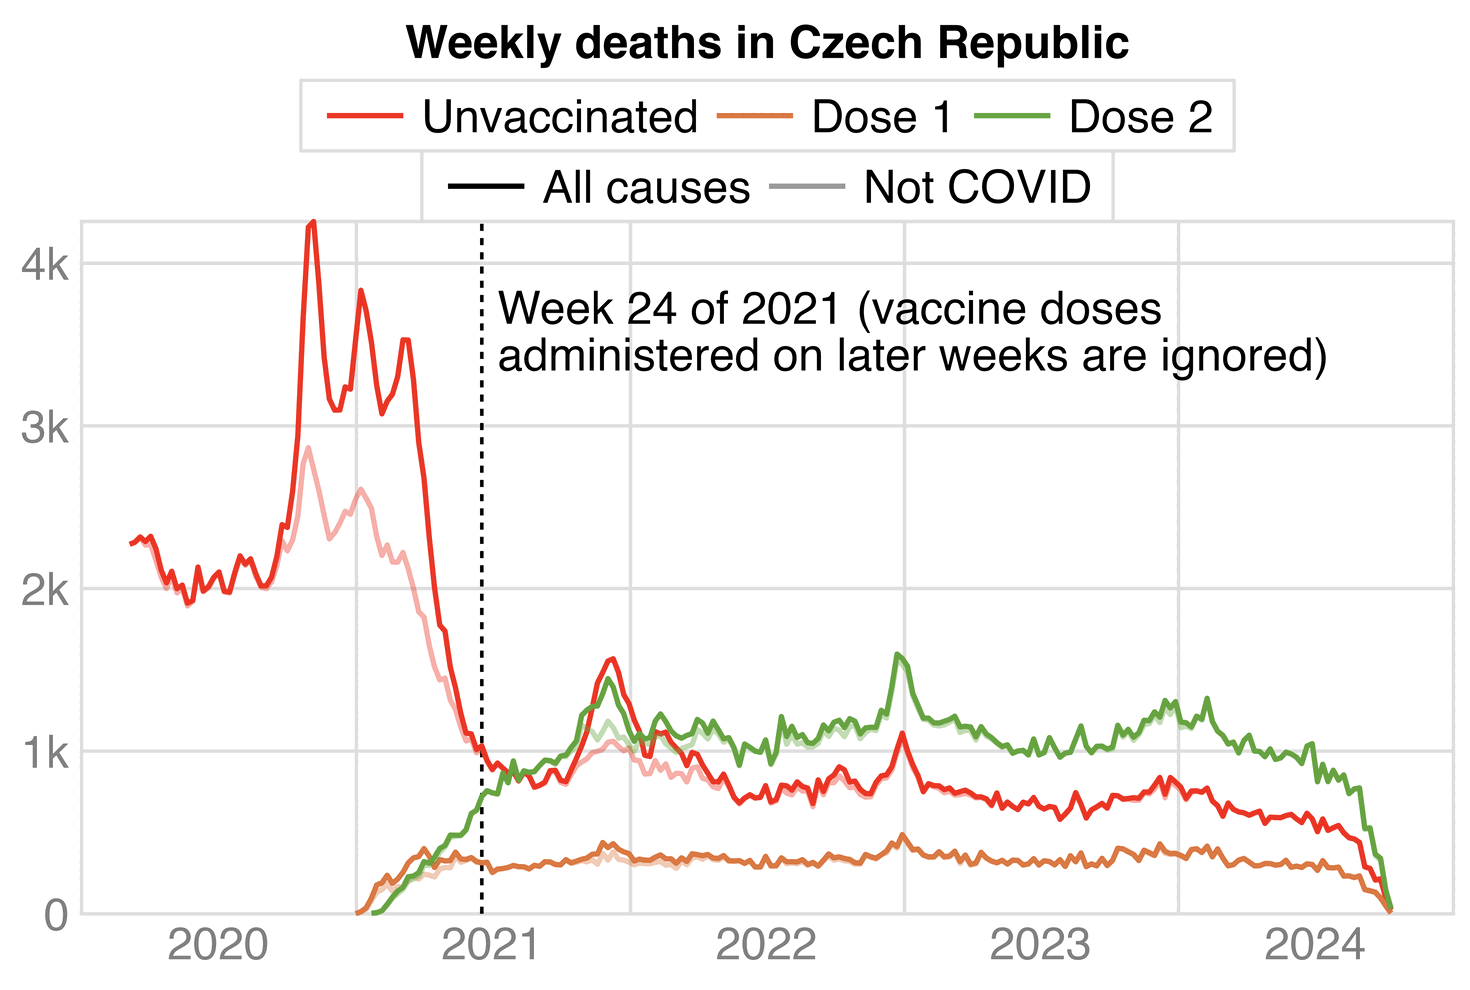 Weekly deaths in Czech Republic
Unvaccinated Dose 1 Dose 2
All causes Not COVID
4k
Week 24 of 2021 (vaccine doses
administered on later weeks are ignored)
3k
2k
1k
0
2020 2021 2022 2023 2024